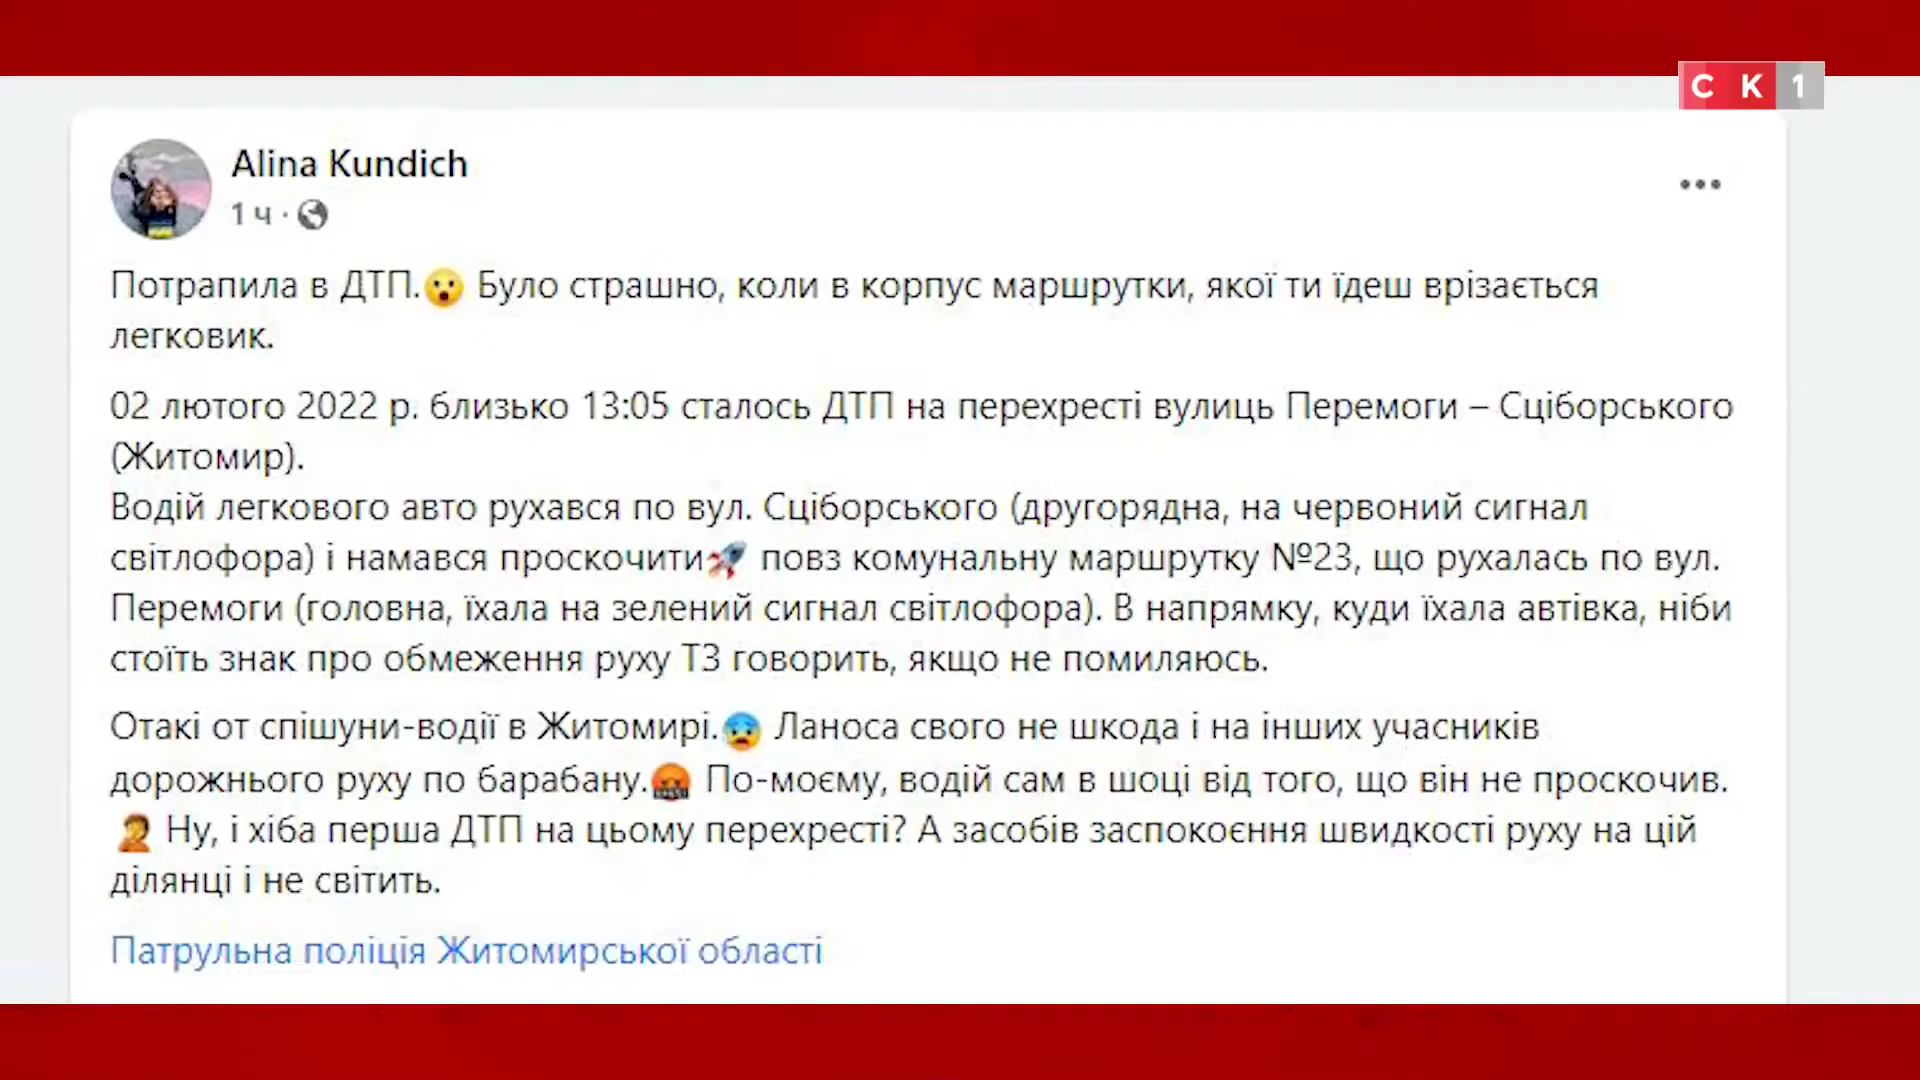 СК1
Alina Kundich
1 ч ·
Потрапила в ДТП.😮 Було страшно, коли в корпус маршрутки, якої ти їдеш врізається
легковик.
02 лютого 2022 р. близько 13:05 сталось ДТП на перехресті вулиць Перемоги – Сціборського
(Житомир).
Водій легкового авто рухався по вул. Сціборського (другорядна, на червоний сигнал
світлофора) і намався проскочити🚀 повз комунальну маршрутку №23, що рухалась по вул.
Перемоги (головна, їхала на зелений сигнал світлофора). В напрямку, куди їхала автівка, ніби
стоїть знак про обмеження руху ТЗ говорить, якщо не помиляюсь.
Отакі от спішуни-водії в Житомирі.😰 Ланоса свого не шкода і на інших учасників
дорожнього руху по барабану.🤬 По-моєму, водій сам в шоці від того, що він не проскочив.
🤦 Ну, і хіба перша ДТП на цьому перехресті? А засобів заспокоєння швидкості руху на цій
ділянці і не світить.
Патрульна поліція Житомирської області